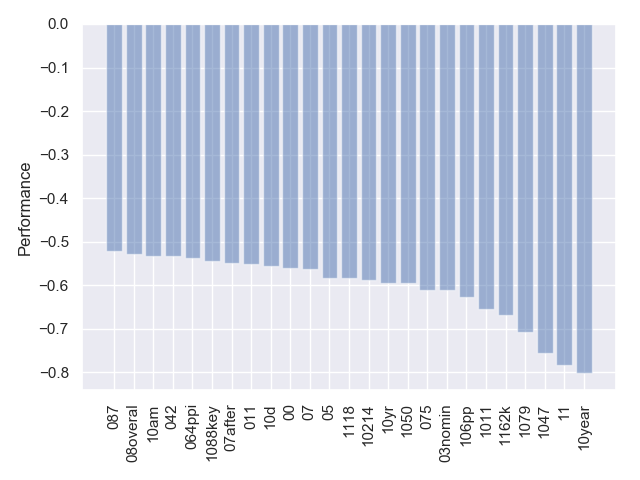 0.0
−0.1
−0.2
−0.3
−0.4
−0.5
−0.6
−0.7
−0.8
Performance
087
08overal
10am
042
064ppi
1088key
07after
011
10d
00
07
05
1118
10214
10yr
1050
075
03nomin
106pp
1011
1162k
1079
1047
11
10year